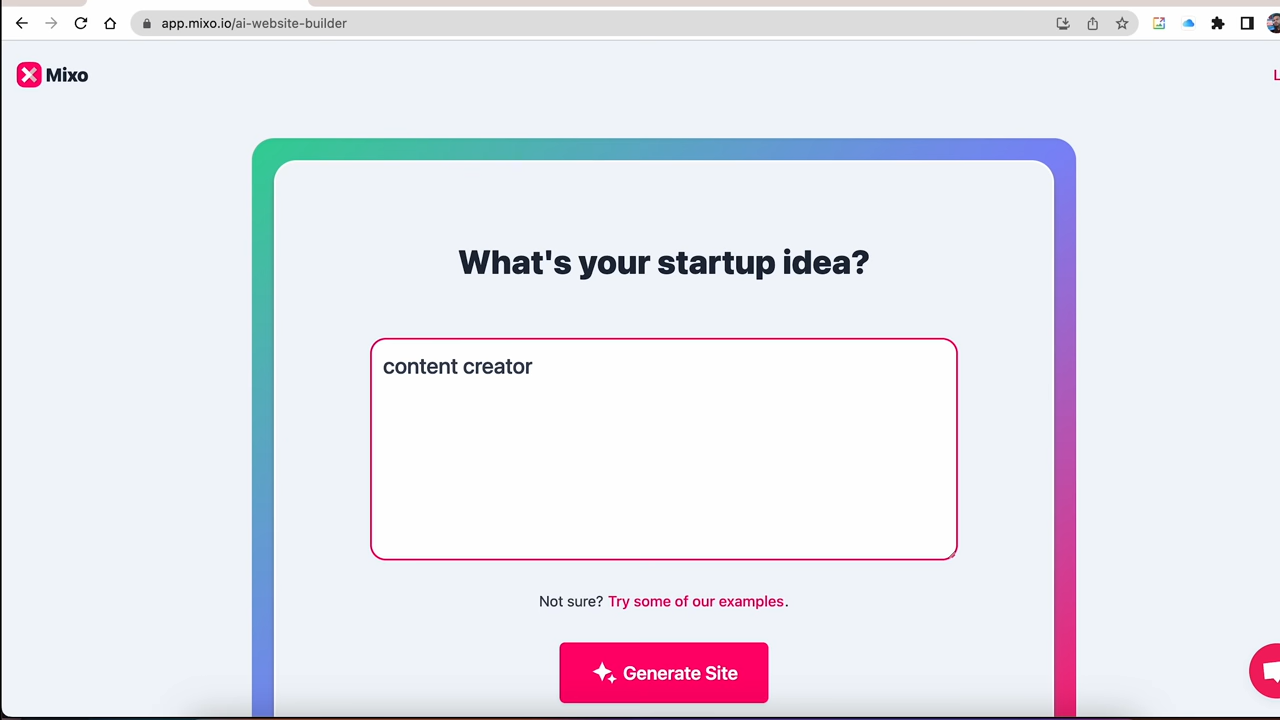 app.mixo.io/ai-website-builder
Mixo
What's your startup idea?
content creator
Not sure? Try some of our examples.
Generate Site